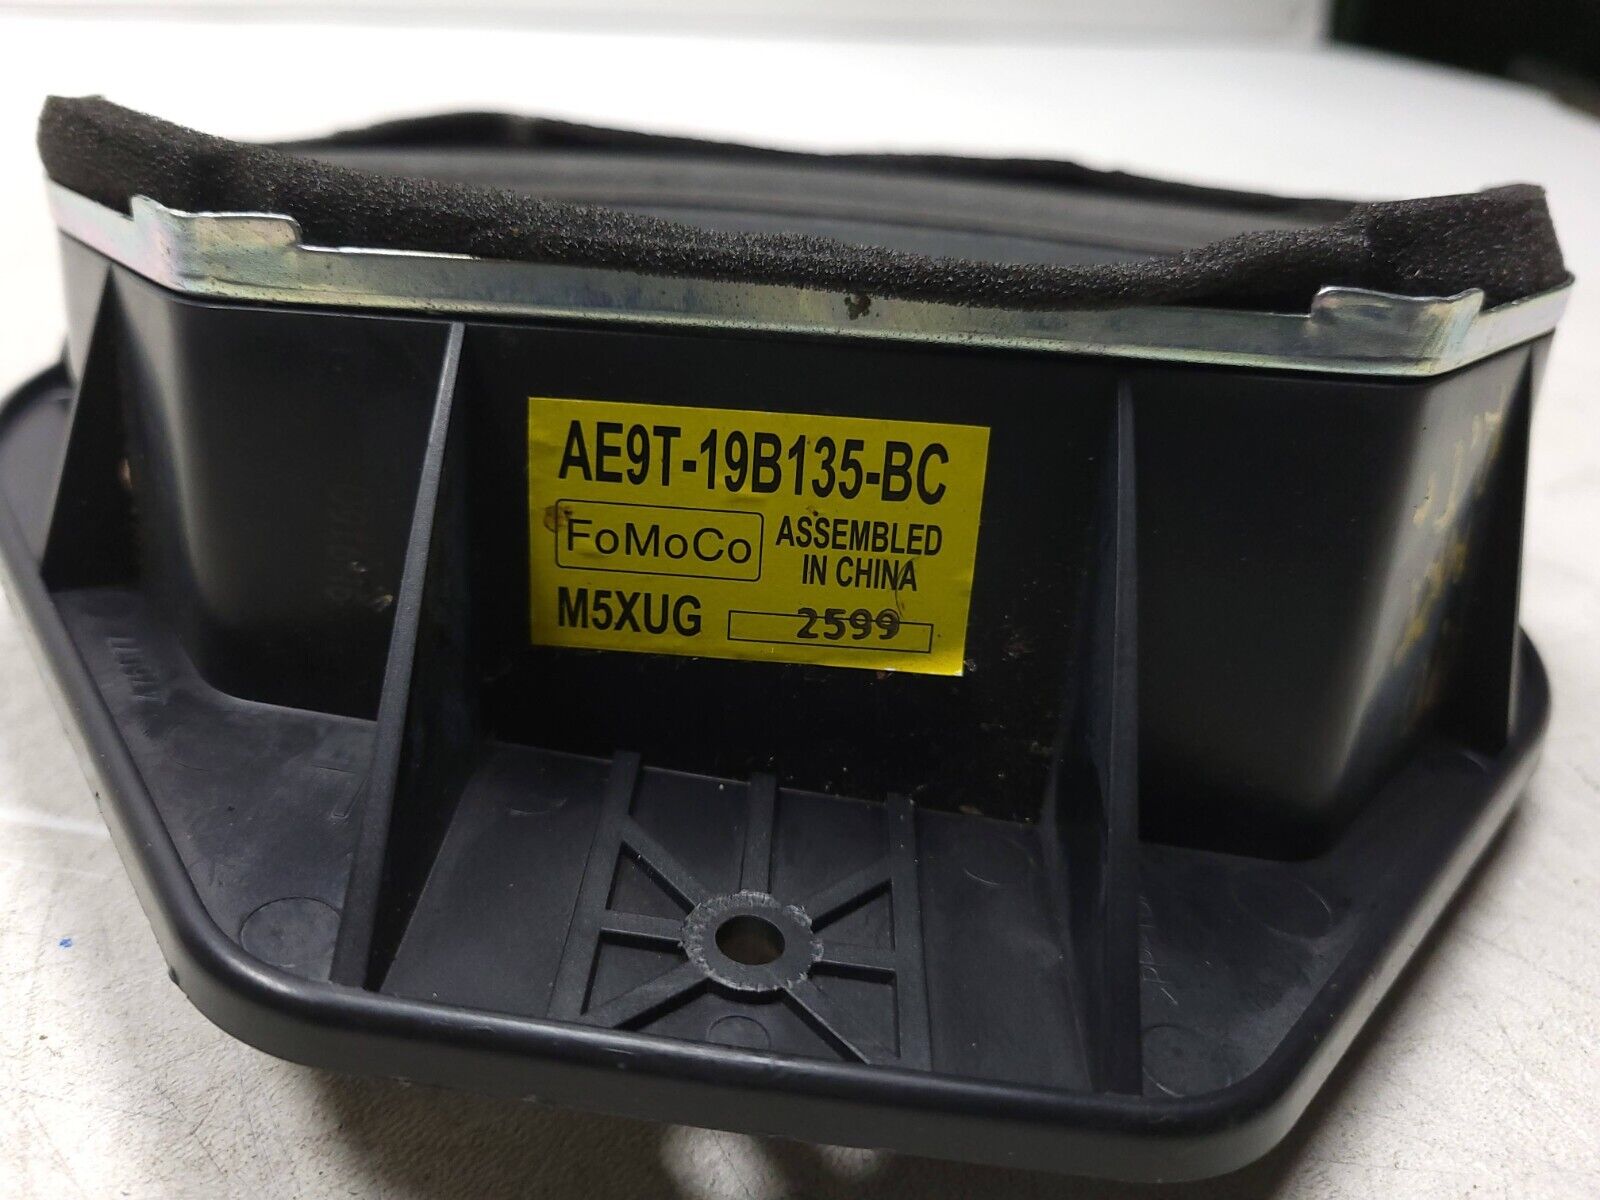 AE9T-19B135-BC
FoMoCo
ASSEMBLED
IN CHINA
M5XUG
2599